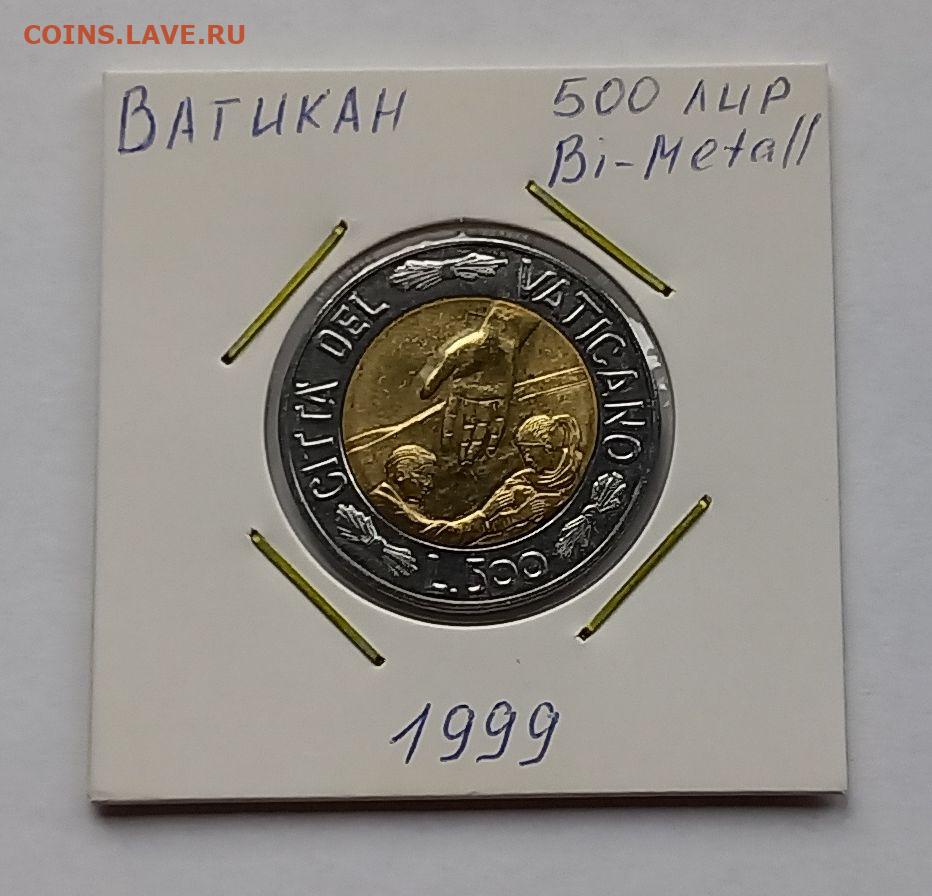 COINS.LAVE.RU
ВАТИКАН
500 ЛИР
Bi-Metall
CITTA' DEL VATICANO
L.500
1999